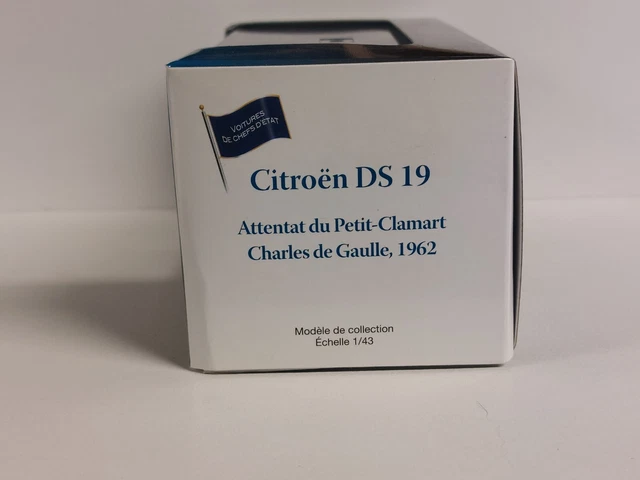 VOITURES
DE CHEFS D'ETAT
Citroën DS 19
Attentat du Petit-Clamart
Charles de Gaulle, 1962
Modèle de collection
Échelle 1/43